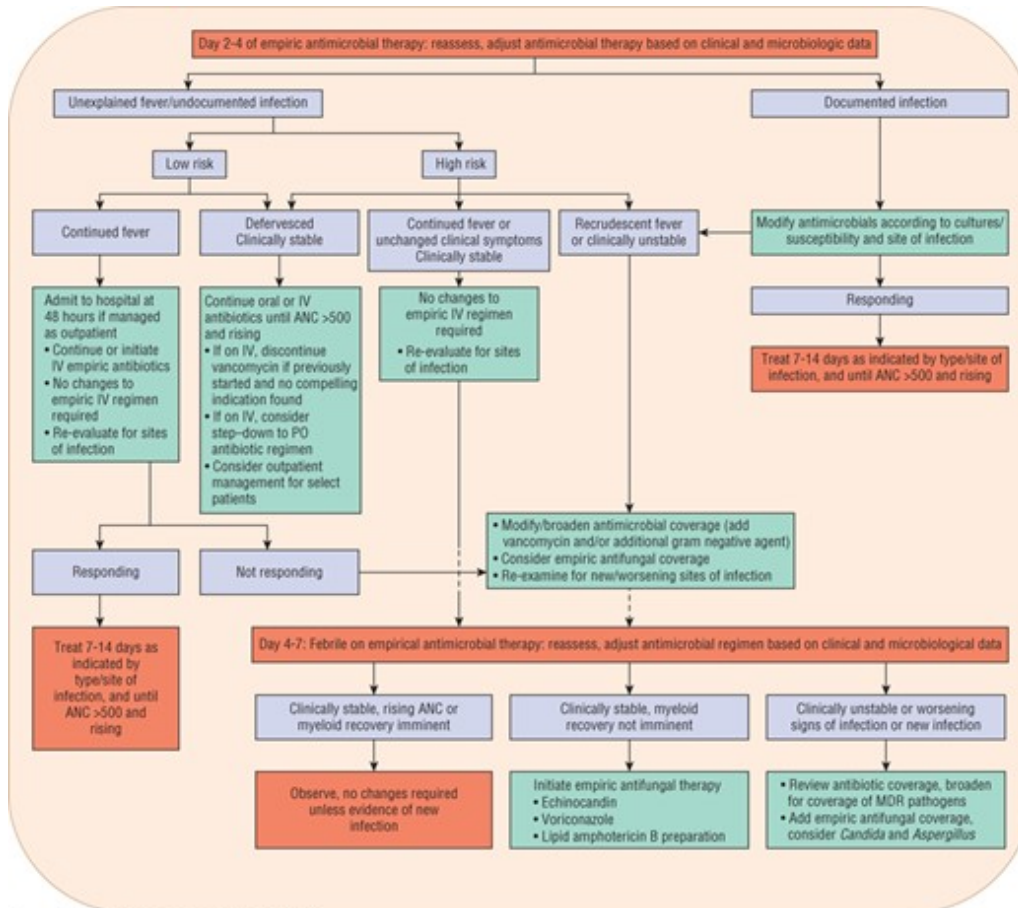 Day 2–4 of empiric antimicrobial therapy: reassess, adjust antimicrobial therapy based on clinical and microbiologic data
Unexplained fever/undocumented infection
Documented infection
Low risk
High risk
Continued fever
Defervesced
Clinically stable
Continued fever or
unchanged clinical symptoms
Clinically stable
Recrudescent fever
or clinically unstable
Modify antimicrobials according to cultures/
susceptibility and site of infection
Admit to hospital at
48 hours if managed
as outpatient
• Continue or initiate
IV empiric antibiotics
• No changes to
empiric IV regimen
required
• Re-evaluate for sites
of infection
Continue oral or IV
antibiotics until ANC >500
and rising
• If on IV, discontinue
vancomycin if previously
started and no compelling
indication found
• If on IV, consider
step–down to PO
antibiotic regimen
• Consider outpatient
management for select
patients
No changes to
empiric IV regimen
required
• Re-evaluate for sites
of infection
Responding
Treat 7-14 days as indicated by type/site of
infection, and until ANC >500 and rising
• Modify/broaden antimicrobial coverage (add
vancomycin and/or additional gram negative agent)
• Consider empiric antifungal coverage
• Re-examine for new/worsening sites of infection
Responding
Not responding
Treat 7-14 days as
indicated by
type/site of
infection, and until
ANC >500 and
rising
Day 4-7: Febrile on empirical antimicrobial therapy: reassess, adjust antimicrobial regimen based on clinical and microbiological data
Clinically stable, rising ANC or
myeloid recovery imminent
Clinically stable, myeloid
recovery not imminent
Clinically unstable or worsening
signs of infection or new infection
Observe, no changes required
unless evidence of new
infection
Initiate empiric antifungal therapy
• Echinocandin
• Voriconazole
• Lipid amphotericin B preparation
• Review antibiotic coverage, broaden
for coverage of MDR pathogens
• Add empiric antifungal coverage,
consider Candida and Aspergillus